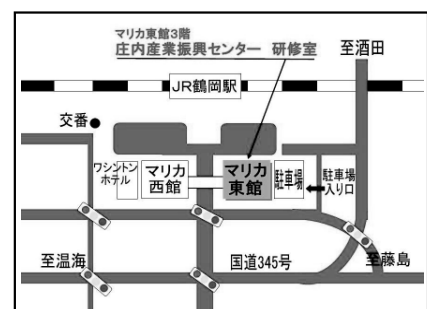 マリカ東館3階
庄内産業振興センター 研修室
至酒田
JR鶴岡駅
交番
ワシントン
ホテル
マリカ
西館
マリカ
東館
駐車場
駐車場
入り口
至温海
国道345号
至藤島